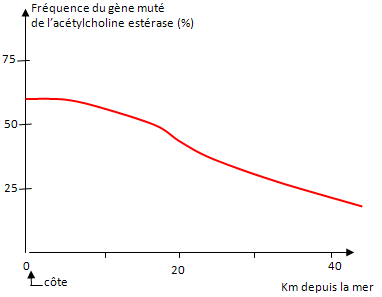 Fréquence du gène muté
de l'acétylcholine estérase (%)
75
50
25
0
20
40
côte
Km depuis la mer